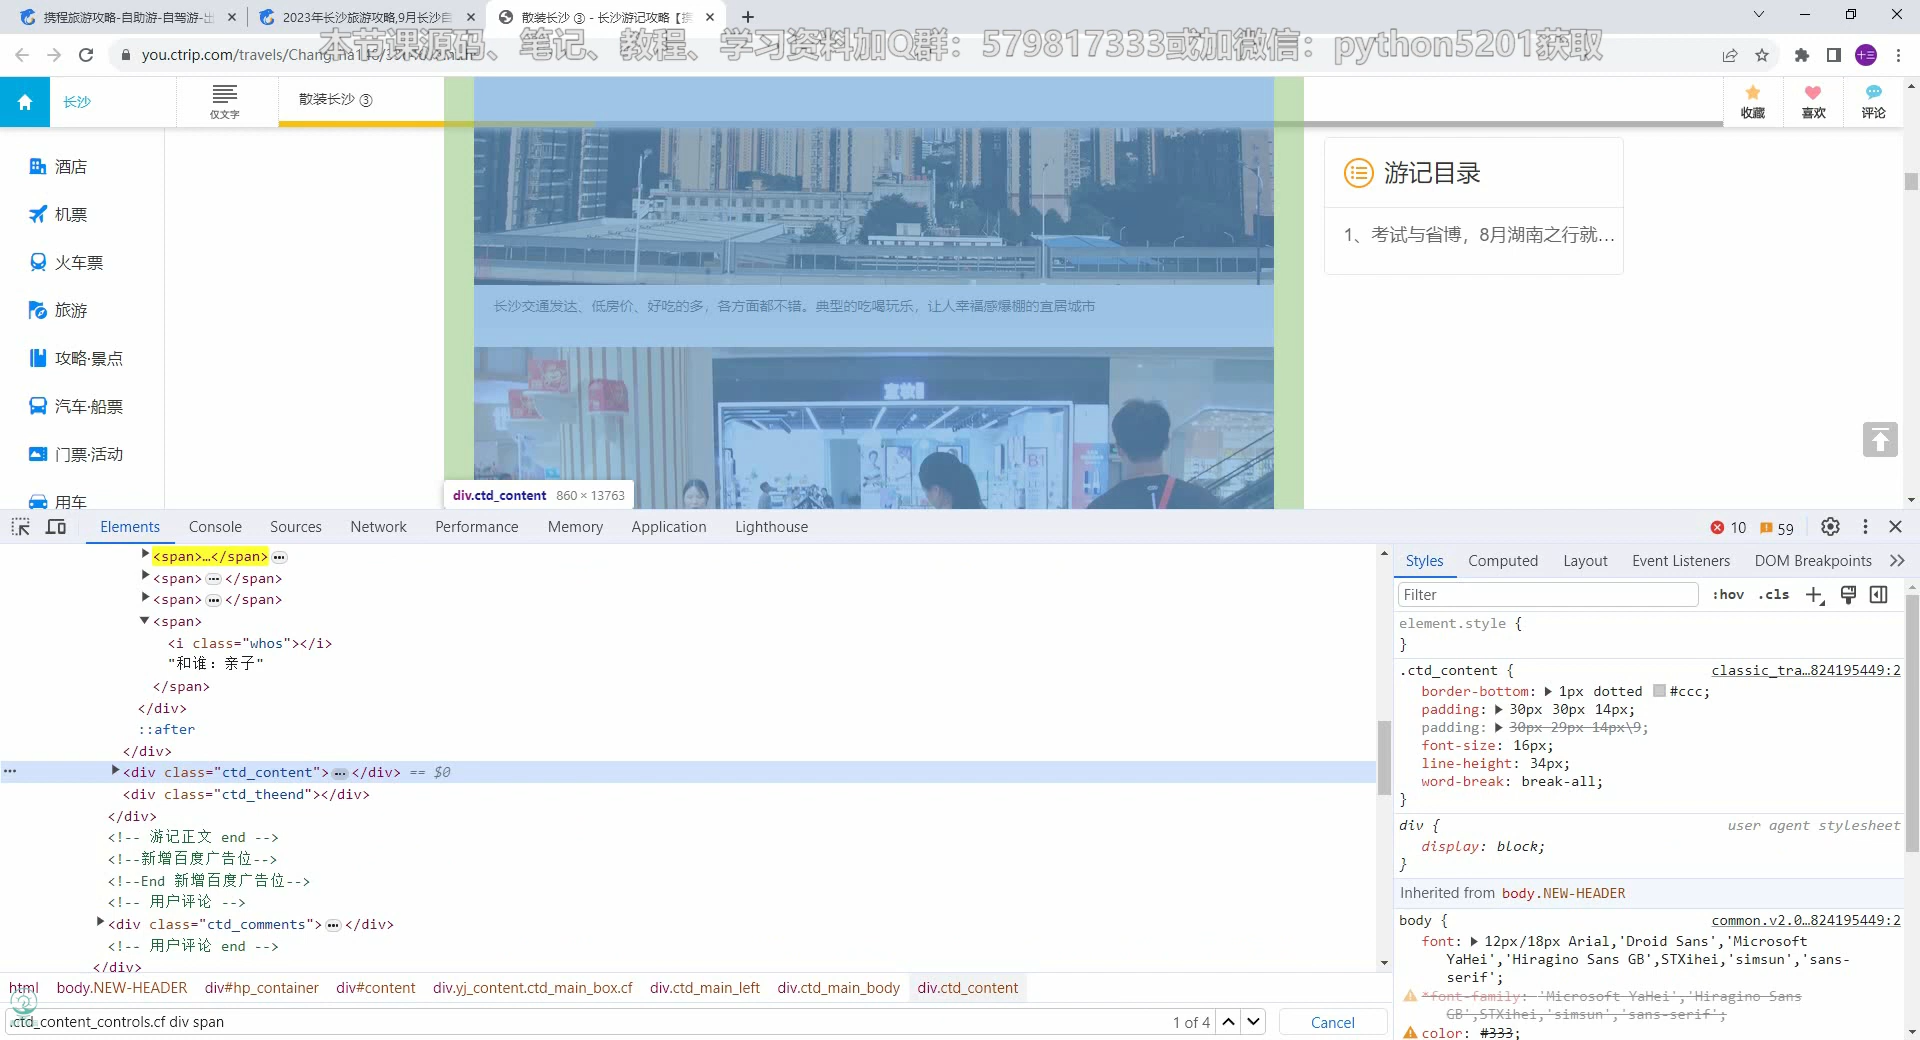 携程旅游攻略-自助游-自驾游-出
2023年长沙旅游攻略,9月长沙自
散装长沙 ③ - 长沙游记攻略【携
you.ctrip.com/travels/Chang
本节课源码、笔记、教程、学习资料加Q群：579817333或加微信：python5201获取
长沙
仅文字
散装长沙 ③
收藏
喜欢
评论
酒店
机票
火车票
旅游
攻略·景点
汽车·船票
门票·活动
用车
游记目录
1、考试与省博，8月湖南之行就...
长沙交通发达、低房价、好吃的多，各方面都不错。典型的吃喝玩乐，让人幸福感爆棚的宜居城市
B1
div.ctd_content 860 × 13763
Elements Console Sources Network Performance Memory Application Lighthouse
10 59
<span>…</span>
<span> </span>
<span> </span>
<span>
<i class="whos"></i>
"和谁：亲子"
</span>
</div>
::after
</div>
<div class="ctd_content"> </div> == $0
<div class="ctd_theend"></div>
</div>
<!-- 游记正文 end -->
<!--新增百度广告位-->
<!--End 新增百度广告位-->
<!-- 用户评论 -->
<div class="ctd_comments"> </div>
<!-- 用户评论 end -->
</div>
html body.NEW-HEADER div#hp_container div#content div.yj_content.ctd_main_box.cf div.ctd_main_left div.ctd_main_body div.ctd_content
ctd_content_controls.cf div span
1 of 4
Cancel
Styles Computed Layout Event Listeners DOM Breakpoints
Filter
:hov .cls
element.style {
}
.ctd_content { classic_tra…824195449:2
border-bottom: 1px dotted #ccc;
padding: 30px 30px 14px;
padding: 30px 29px 14px\9;
font-size: 16px;
line-height: 34px;
word-break: break-all;
}
div { user agent stylesheet
display: block;
}
Inherited from body.NEW-HEADER
body { common.v2.0…824195449:2
font: 12px/18px Arial,'Droid Sans','Microsoft
YaHei','Hiragino Sans GB',STXihei,'simsun','sans-
serif';
*font-family: 'Microsoft YaHei','Hiragino Sans
GB',STXihei,'simsun','sans-serif';
color: #333;